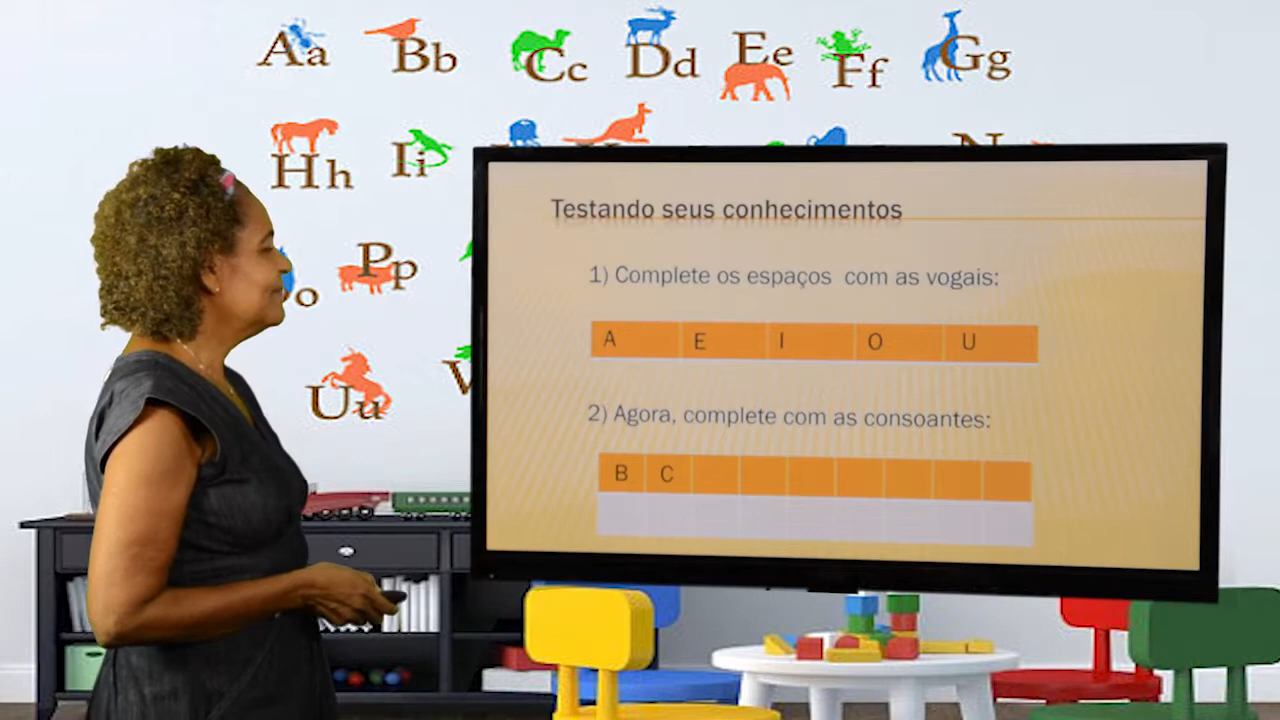 Aa Bb Cc Dd Ee Ff Gg
Hh Ii
Pp
Uu
Testando seus conhecimentos
1) Complete os espaços com as vogais:
A E I O U
2) Agora, complete com as consoantes:
B C